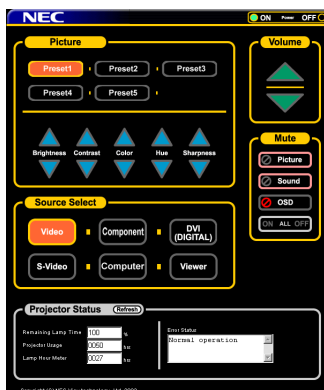 NEC
ON Power OFF
Picture
Preset1 Preset2 Preset3
Preset4 Preset5
Brightness Contrast Color Hue Sharpness
Volume
Mute
Picture
Sound
OSD
ON ALL OFF
Source Select
Video Component DVI (DIGITAL)
S-Video Computer Viewer
Projector Status (Refresh)
Remaining Lamp Time 100 %
Projector Usage 0050 hrs
Lamp Hour Meter 0027 hrs
Error Status
Normal operation